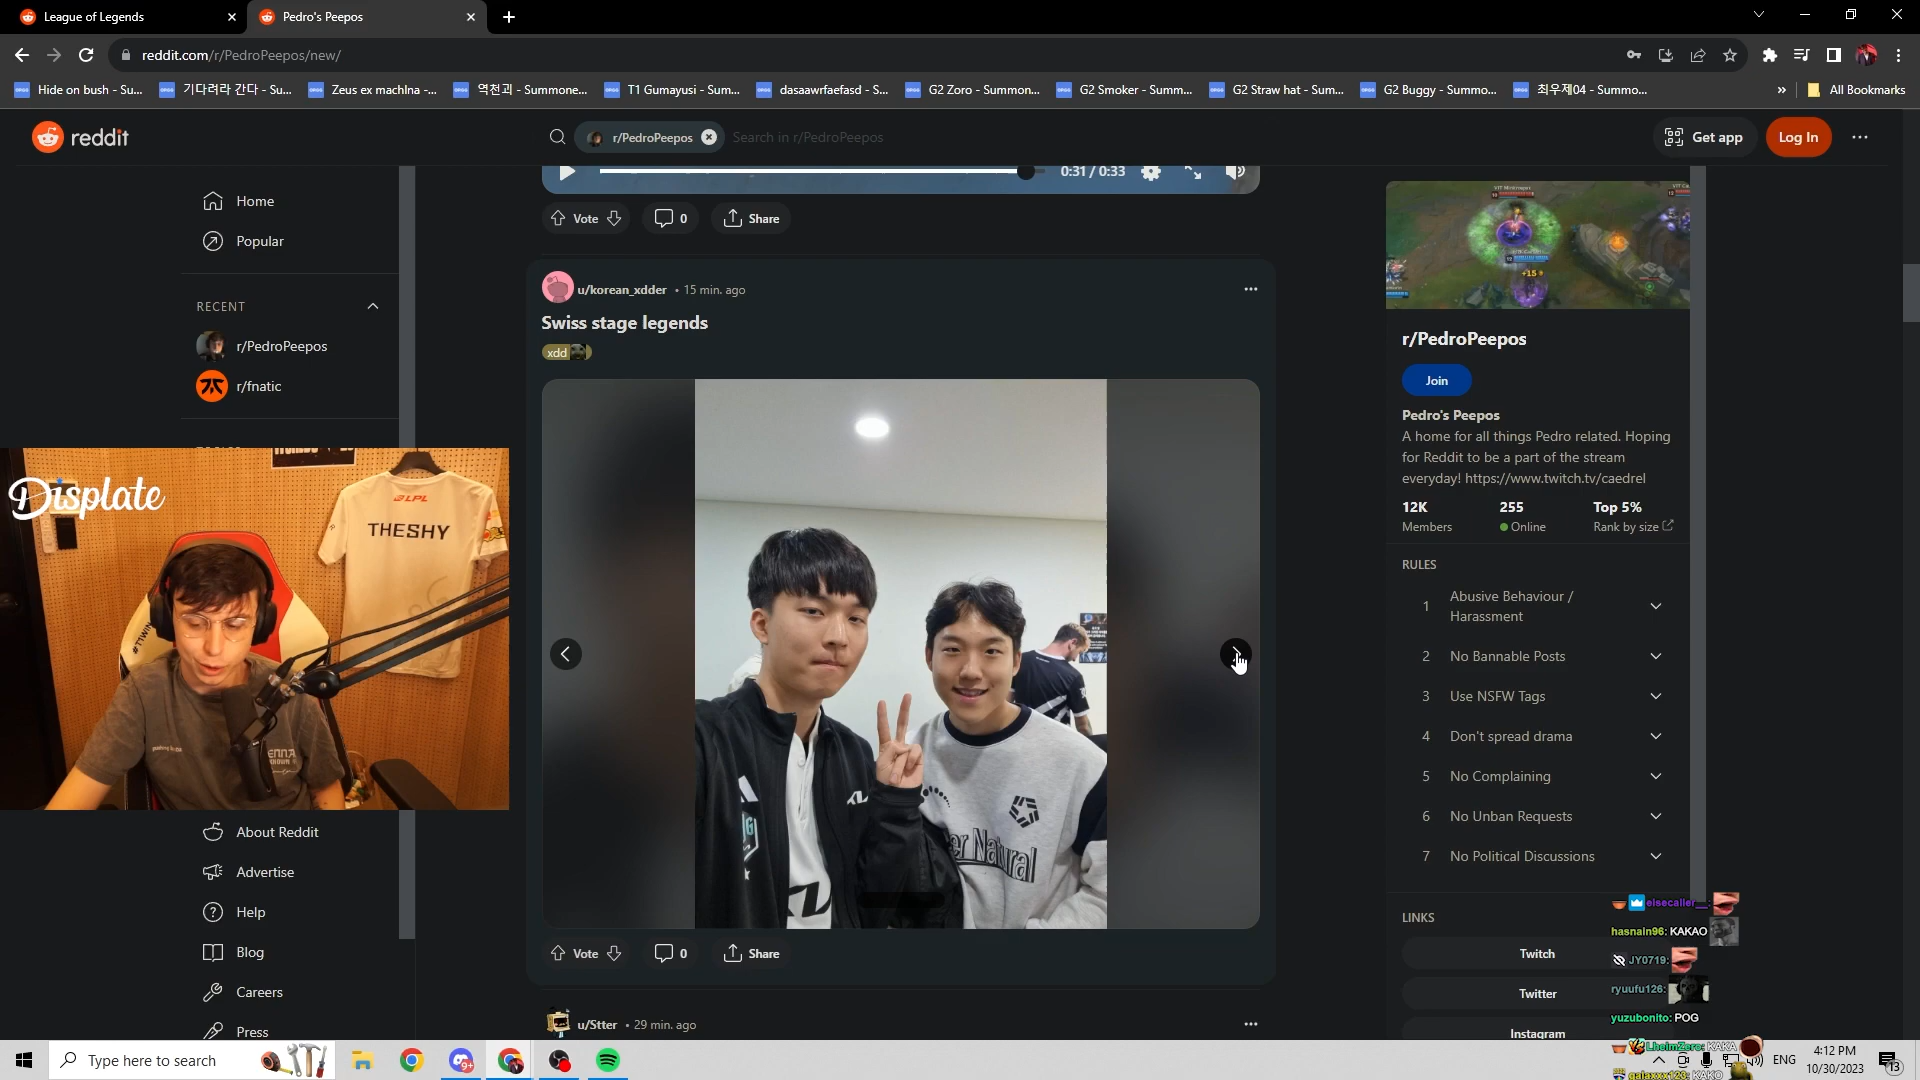 League of Legends
Pedro's Peepos
reddit.com/r/PedroPeepos/new/
Hide on bush - Su...
기다려라 간다 - Su...
Zeus ex machIna -...
역천괴 - Summone...
T1 Gumayusi - Sum...
dasaawrfaefasd - S...
G2 Zoro - Summon...
G2 Smoker - Summ...
G2 Straw hat - Sum...
G2 Buggy - Summo...
최우제04 - Summo...
»
All Bookmarks
reddit
r/PedroPeepos
Search in r/PedroPeepos
Get app
Log In
Home
Popular
RECENT
r/PedroPeepos
r/fnatic
About Reddit
Advertise
Help
Blog
Careers
Press
Displate
LPL
THESHY
0:31 / 0:33
Vote
0
Share
u/korean_xdder • 15 min. ago
Swiss stage legends
xdd
er Natural
Vote
0
Share
u/Stter • 29 min. ago
r/PedroPeepos
Join
Pedro's Peepos
A home for all things Pedro related. Hoping
for Reddit to be a part of the stream
everyday! https://www.twitch.tv/caedrel
12K
Members
255
Online
Top 5%
Rank by size
RULES
1 Abusive Behaviour /
Harassment
2 No Bannable Posts
3 Use NSFW Tags
4 Don't spread drama
5 No Complaining
6 No Unban Requests
7 No Political Discussions
LINKS
Twitch
Twitter
Instagram
hasnain96: KAKAO
JY0719:
ryuufu126:
yuzubonito: POG
LheimZero: KAKA
galaxxx123: KAKO
Type here to search
9+
ENG
4:12 PM
10/30/2023
13